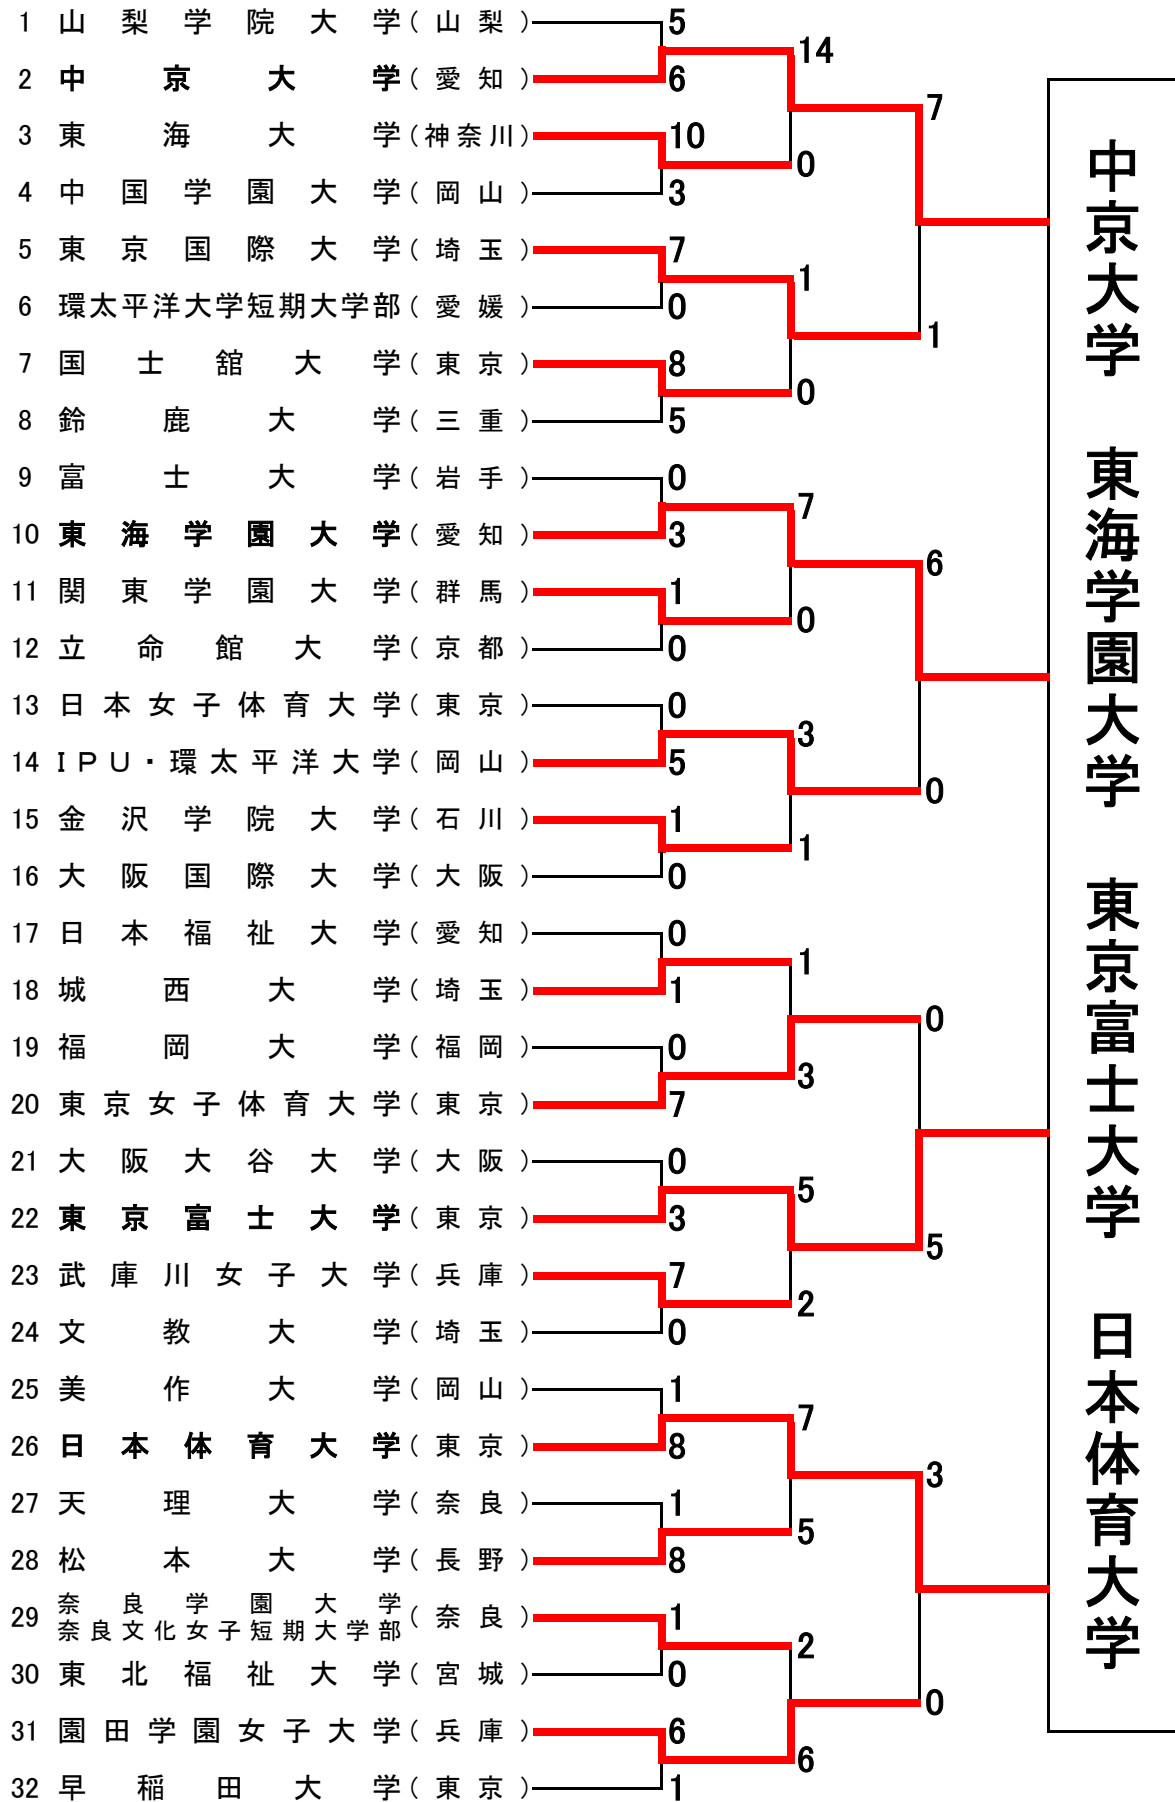 1 山梨学院大学(山梨) 5
14
2 中京大学(愛知) 6
7
3 東海大学(神奈川) 10
0
4 中国学園大学(岡山) 3
5 東京国際大学(埼玉) 7
1
6 環太平洋大学短期大学部(愛媛) 0
1
7 国士舘大学(東京) 8
0
8 鈴鹿大学(三重) 5
9 富士大学(岩手) 0
7
10 東海学園大学(愛知) 3
6
11 関東学園大学(群馬) 1
0
12 立命館大学(京都) 0
13 日本女子体育大学(東京) 0
3
14 IPU・環太平洋大学(岡山) 5
0
15 金沢学院大学(石川) 1
1
16 大阪国際大学(大阪) 0
17 日本福祉大学(愛知) 0
1
18 城西大学(埼玉) 1
0
19 福岡大学(福岡) 0
3
20 東京女子体育大学(東京) 7
21 大阪大谷大学(大阪) 0
5
22 東京富士大学(東京) 3
5
23 武庫川女子大学(兵庫) 7
2
24 文教大学(埼玉) 0
25 美作大学(岡山) 1
7
26 日本体育大学(東京) 8
3
27 天理大学(奈良) 1
5
28 松本大学(長野) 8
29 奈良学園大学
奈良文化女子短期大学部(奈良) 1
2
30 東北福祉大学(宮城) 0
0
31 園田学園女子大学(兵庫) 6
6
32 早稲田大学(東京) 1
中京大学 東海学園大学 東京富士大学 日本体育大学